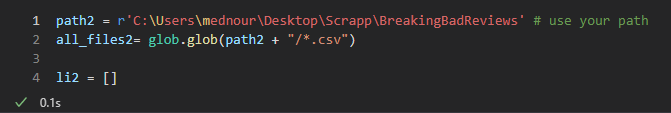 1 path2 = r'C:\Users\mednour\Desktop\Scrapp\BreakingBadReviews' # use your path
2 all_files2= glob.glob(path2 + "/*.csv")
3
4 li2 = []
✓ 0.1s